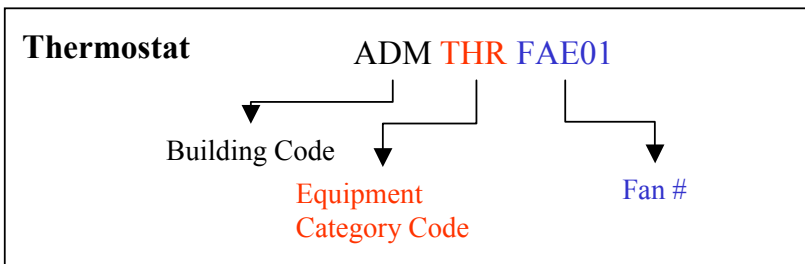 Thermostat
ADM THR FAE01
Building Code
Equipment
Category Code
Fan #